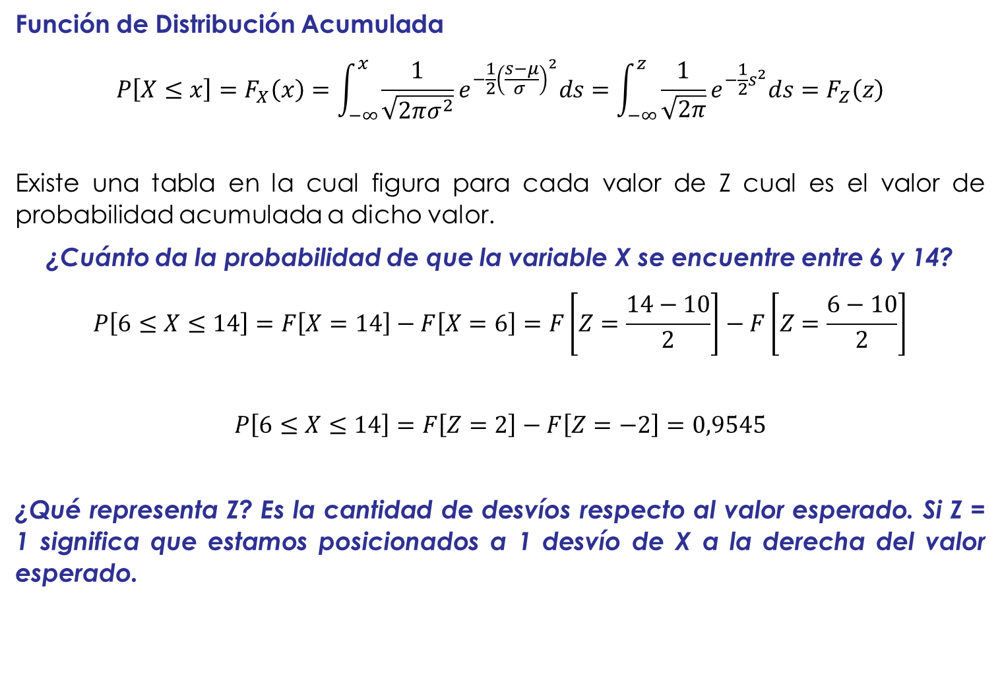 Función de Distribución Acumulada
$P[X \leq x] = F_X(x) = \int_{-\infty}^{x} \frac{1}{\sqrt{2\pi\sigma^2}} e^{-\frac{1}{2}\left(\frac{s-\mu}{\sigma}\right)^2} ds = \int_{-\infty}^{z} \frac{1}{\sqrt{2\pi}} e^{-\frac{1}{2}s^2} ds = F_Z(z)$
Existe una tabla en la cual figura para cada valor de Z cual es el valor de
probabilidad acumulada a dicho valor.
¿Cuánto da la probabilidad de que la variable X se encuentre entre 6 y 14?
$P[6 \leq X \leq 14] = F[X = 14] - F[X = 6] = F\left[Z = \frac{14 - 10}{2}\right] - F\left[Z = \frac{6 - 10}{2}\right]$
$P[6 \leq X \leq 14] = F[Z = 2] - F[Z = -2] = 0,9545$
¿Qué representa Z? Es la cantidad de desvíos respecto al valor esperado. Si Z =
1 significa que estamos posicionados a 1 desvío de X a la derecha del valor
esperado.